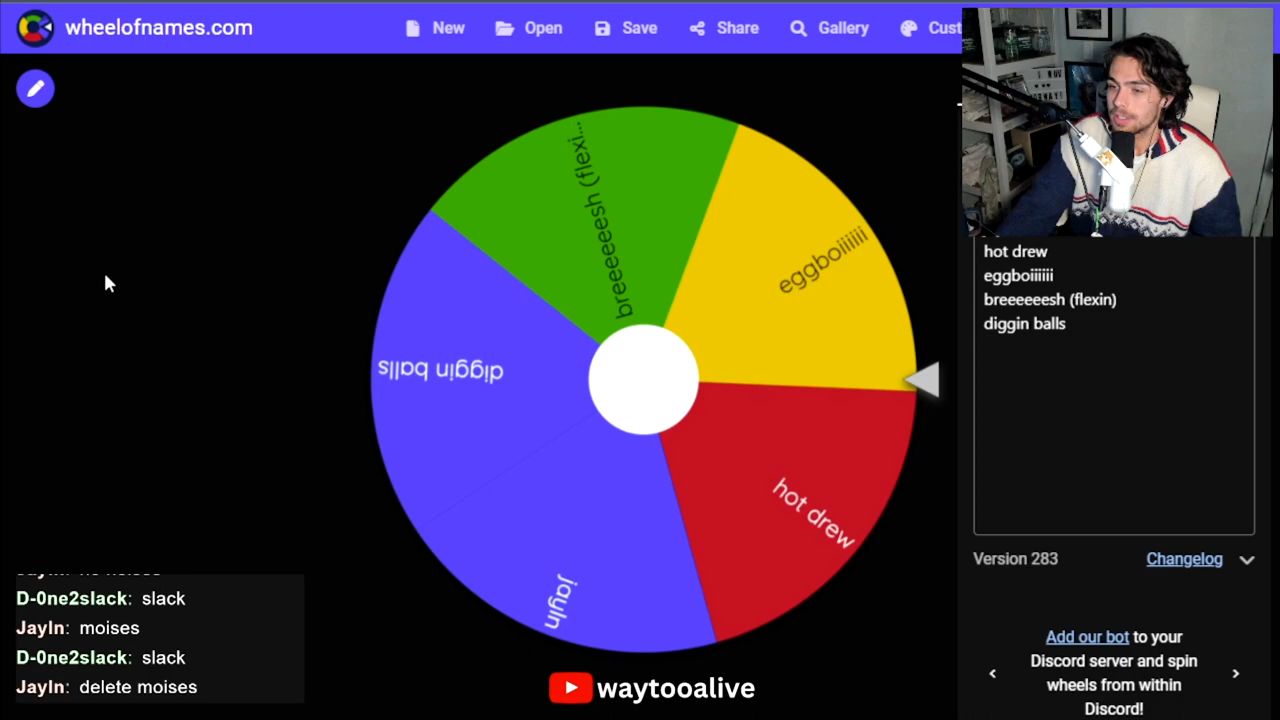 wheelofnames.com
New
Open
Save
Share
Gallery
Cust
breeeeeesh (flexi...
eggboiiiiii
diggin balls
hot drew
jayln
hot drew
eggboiiiiii
breeeeeesh (flexin)
diggin balls
Version 283
Changelog
Add our bot to your
Discord server and spin
wheels from within
Discord!
D-0ne2slack: slack
Jayln: moises
D-0ne2slack: slack
Jayln: delete moises
waytooalive